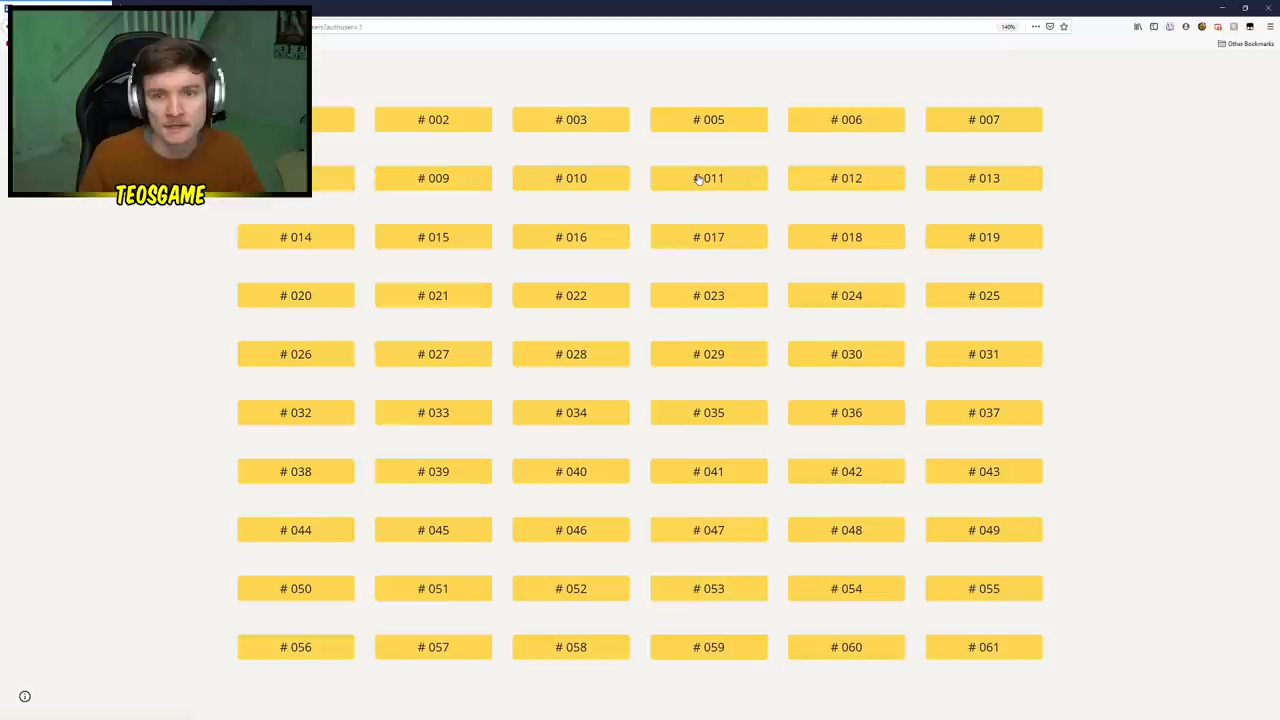 140%
Other Bookmarks
# 002 # 003 # 005 # 006 # 007
# 009 # 010 # 011 # 012 # 013
TEOSGAME
# 014 # 015 # 016 # 017 # 018 # 019
# 020 # 021 # 022 # 023 # 024 # 025
# 026 # 027 # 028 # 029 # 030 # 031
# 032 # 033 # 034 # 035 # 036 # 037
# 038 # 039 # 040 # 041 # 042 # 043
# 044 # 045 # 046 # 047 # 048 # 049
# 050 # 051 # 052 # 053 # 054 # 055
# 056 # 057 # 058 # 059 # 060 # 061